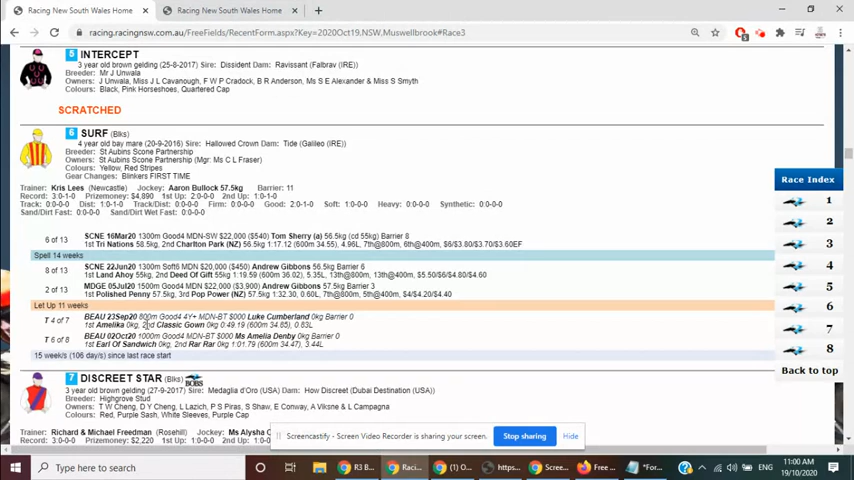 Racing New South Wales Home
Racing New South Wales Home
racing.racingnsw.com.au/FreeFields/RecentForm.aspx?Key=2020Oct19,NSW,Muswellbrook#Race3
5 INTERCEPT
3 year old brown gelding (25-8-2017) Sire: Dissident Dam: Ravissant (Falbrav (IRE))
Breeder: Mr J Unwala
Owners: J Unwala, Miss J L Cavanough, F W P Cradock, B R Anderson, Ms S E Alexander & Miss S Smyth
Colours: Black, Pink Horseshoes, Quartered Cap
SCRATCHED
6 SURF (Blks)
4 year old bay mare (20-9-2016) Sire: Hallowed Crown Dam: Tide (Galileo (IRE))
Breeder: St Aubins Scone Partnership
Owners: St Aubins Scone Partnership (Mgr: Ms C L Fraser)
Colours: Yellow, Red Stripes
Gear Changes: Blinkers FIRST TIME
Trainer: Kris Lees (Newcastle) Jockey: Aaron Bullock 57.5kg Barrier: 11
Record: 3:0-1-0 Prizemoney: $4,890 1st Up: 2:0-0-0 2nd Up: 1:0-1-0
Track: 0:0-0-0 Dist: 1:0-1-0 Track/Dist: 0:0-0-0 Firm: 0:0-0-0 Good: 2:0-1-0 Soft: 1:0-0-0 Heavy: 0:0-0-0 Synthetic: 0:0-0-0
Sand/Dirt Fast: 0:0-0-0 Sand/Dirt Wet Fast: 0:0-0-0
6 of 13 SCNE 16Mar20 1300m Good4 MDN-SW $22,000 ($540) Tom Sherry (a) 56.5kg (cd 55kg) Barrier 8
1st Tri Nations 58.5kg, 2nd Charlton Park (NZ) 56.5kg 1:17.12 (600m 34.55), 4.96L, 7th@800m, 6th@400m, $6/$3.80/$3.70/$3.60EF
Spell 14 weeks
8 of 13 SCNE 22Jun20 1300m Soft6 MDN $20,000 ($450) Andrew Gibbons 56.5kg Barrier 6
1st Land Ahoy 55kg, 2nd Deed Of Gift 55kg 1:19.59 (600m 36.02), 5.35L, 13th@800m, 12th@400m, $5.50/$6/$4.80/$4.60
2 of 13 MDGE 05Jul20 1500m Good4 MDN $22,000 ($3,900) Andrew Gibbons 57.5kg Barrier 3
1st Polished Penny 57.5kg, 3rd Pop Power (NZ) 57.5kg 1:32.30, 0.60L, 7th@800m, 5th@400m, $4/$4.20/$4.40
Let Up 11 weeks
T 4 of 7 BEAU 23Sep20 800m Good4 4Y+ MDN-BT $000 Luke Cumberland 0kg Barrier 0
1st Amelika 0kg, 2nd Classic Gown 0kg 0:49.19 (600m 34.65), 0.83L
T 6 of 8 BEAU 02Oct20 1000m Good4 MDN-BT $000 Ms Amelia Denby 0kg Barrier 0
1st Earl Of Sandwich 0kg, 2nd Rar Rar 0kg 1:01.79 (600m 34.47), 3.44L
15 week/s (106 day/s) since last race start
7 DISCREET STAR (Blks) BOBS
3 year old brown gelding (27-9-2017) Sire: Medaglia d'Oro (USA) Dam: How Discreet (Dubai Destination (USA))
Breeder: Highgrove Stud
Owners: T W Cheng, D Y Cheng, L Lazich, P S Piras, S Shaw, E Conway, A Viksne & L Campagna
Colours: Red, Purple Sash, White Sleeves, Purple Cap
Trainer: Richard & Michael Freedman (Rosehill) Jockey: Ms Alysha
Record: 3:0-0-0 Prizemoney: $2,220
Race Index
1
2
3
4
5
6
7
8
Back to top
Screencastify - Screen Video Recorder is sharing your screen.
Stop sharing
Hide
Type here to search
R3 B...
Raci...
(1) O...
https...
Scree...
Free ...
*For...
ENG
11:00 AM
19/10/2020